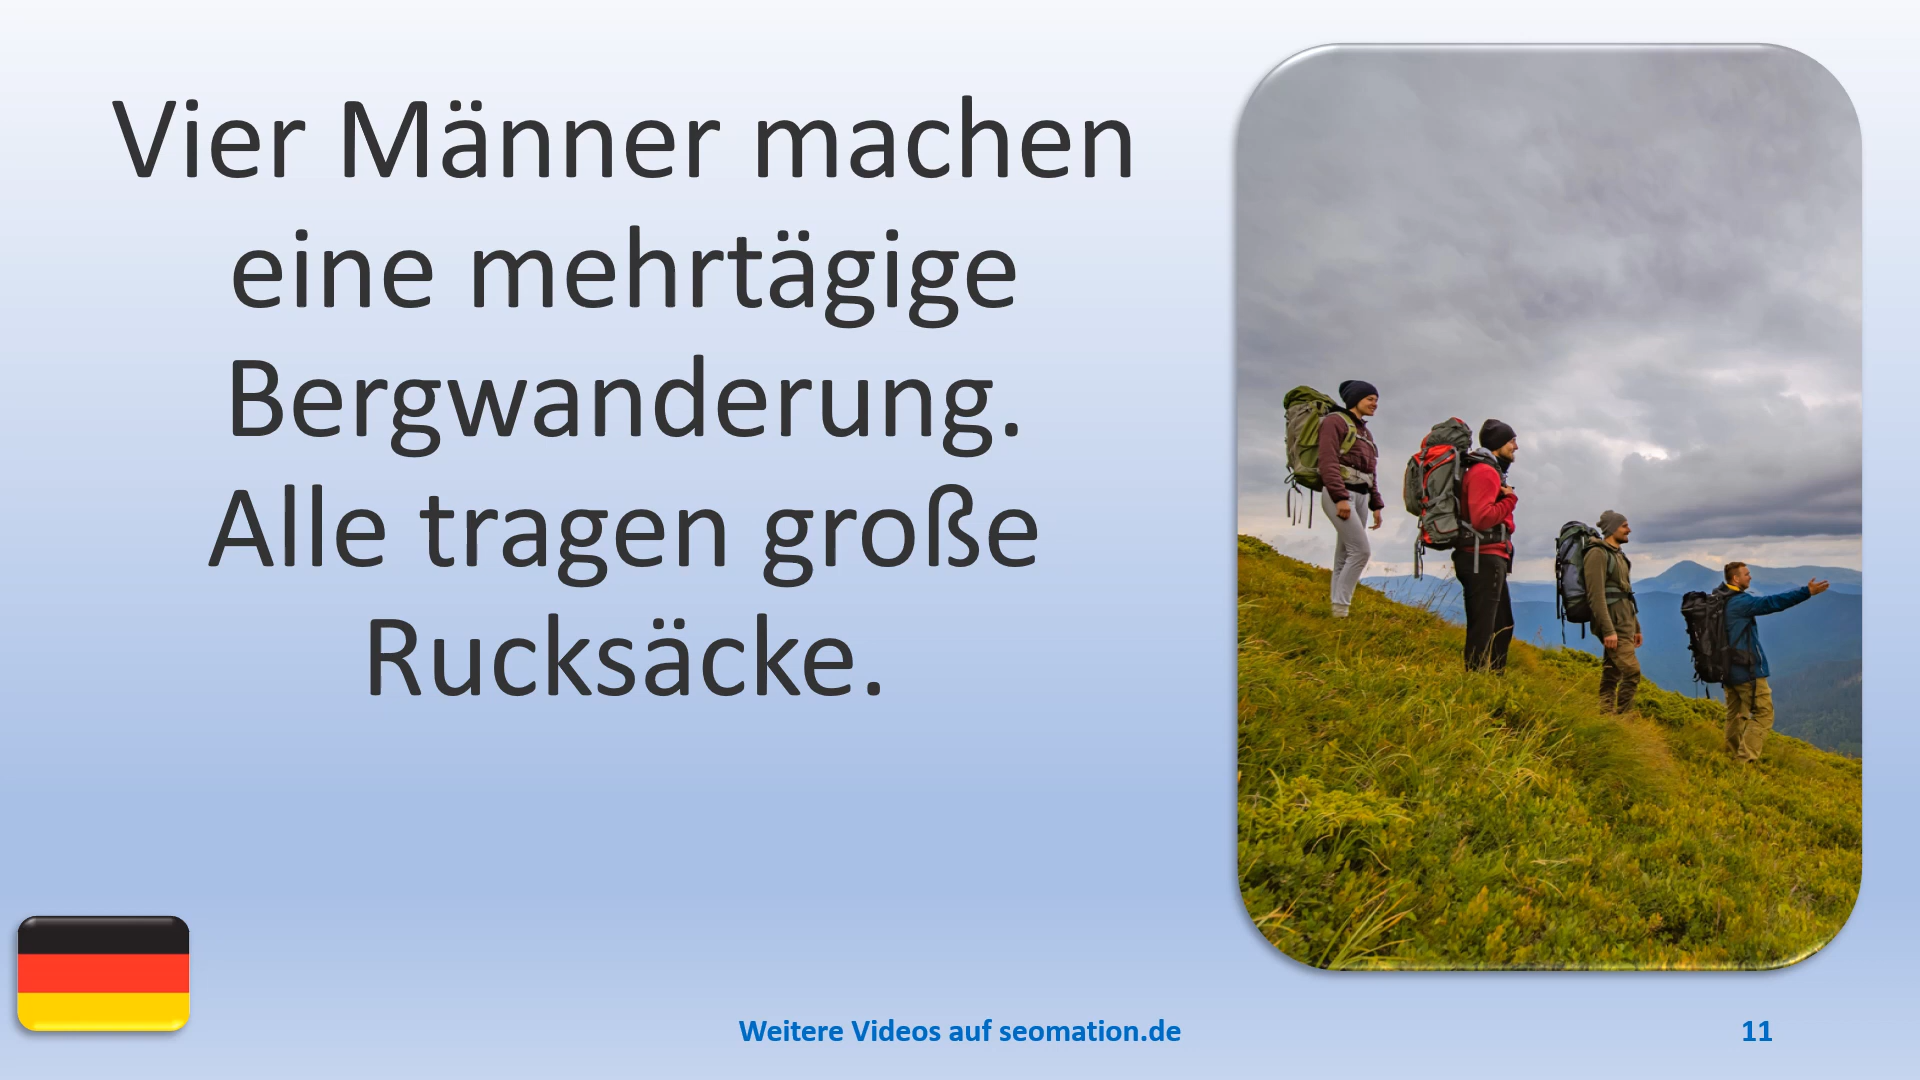 Vier Männer machen
eine mehrtägige
Bergwanderung.
Alle tragen große
Rucksäcke.
Weitere Videos auf seomation.de
11